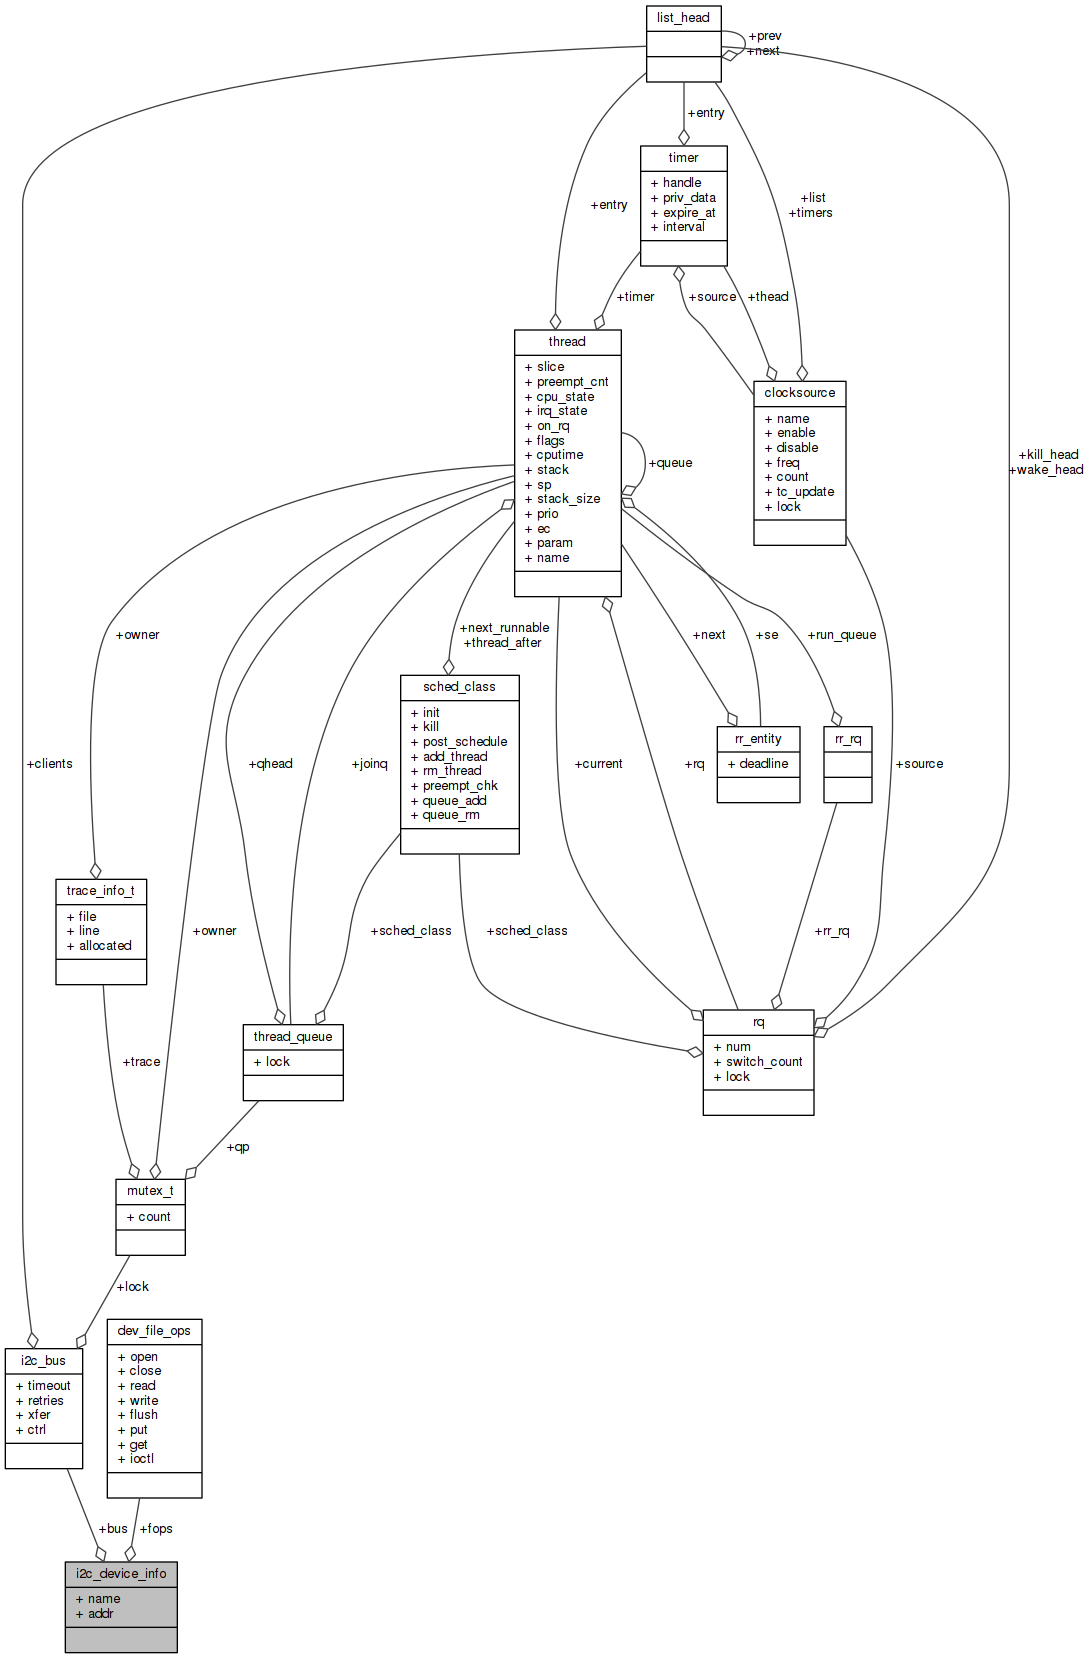 list_head
+prev
+next
+entry
timer
+ handle
+ priv_data
+ expire_at
+ interval
+list
+timers
+entry
+timer
+source
+thead
thread
+ slice
+ preempt_cnt
+ cpu_state
+ irq_state
+ on_rq
+ flags
+ cputime
+ stack
+ sp
+ stack_size
+ prio
+ ec
+ param
+ name
clocksource
+ name
+ enable
+ disable
+ freq
+ count
+ tc_update
+ lock
+queue
+kill_head
+wake_head
+owner
+next_runnable
+thread_after
+next
+se
+run_queue
sched_class
+ init
+ kill
+ post_schedule
+ add_thread
+ rm_thread
+ preempt_chk
+ queue_add
+ queue_rm
rr_entity
+ deadline
rr_rq
+clients
+qhead
+joinq
+current
+rq
+source
trace_info_t
+ file
+ line
+ allocated
+owner
+sched_class
+sched_class
+rr_rq
thread_queue
+ lock
rq
+ num
+ switch_count
+ lock
+trace
+qp
mutex_t
+ count
+lock
dev_file_ops
+ open
+ close
+ read
+ write
+ flush
+ put
+ get
+ ioctl
i2c_bus
+ timeout
+ retries
+ xfer
+ ctrl
+bus
+fops
i2c_device_info
+ name
+ addr